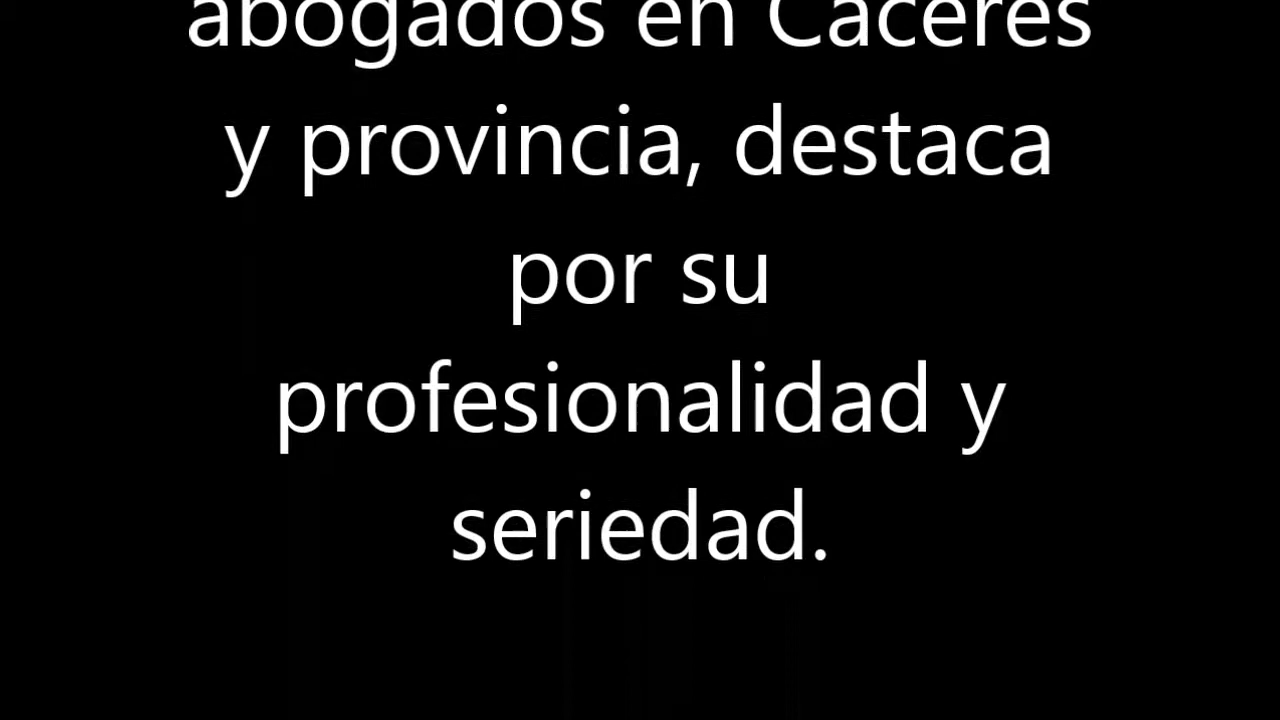 abogados en Cáceres
y provincia, destaca
por su
profesionalidad y
seriedad.